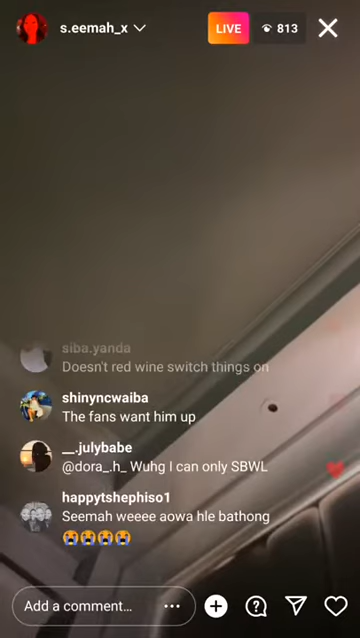 s.eemah_x
LIVE
813
siba.yanda
Doesn't red wine switch things on
shinyncwaiba
The fans want him up
__.julybabe
@dora_.h_ Wuhg I can only SBWL
happytshephiso1
Seemah weeee aowa hle bathong
😭😭😭😭
Add a comment...